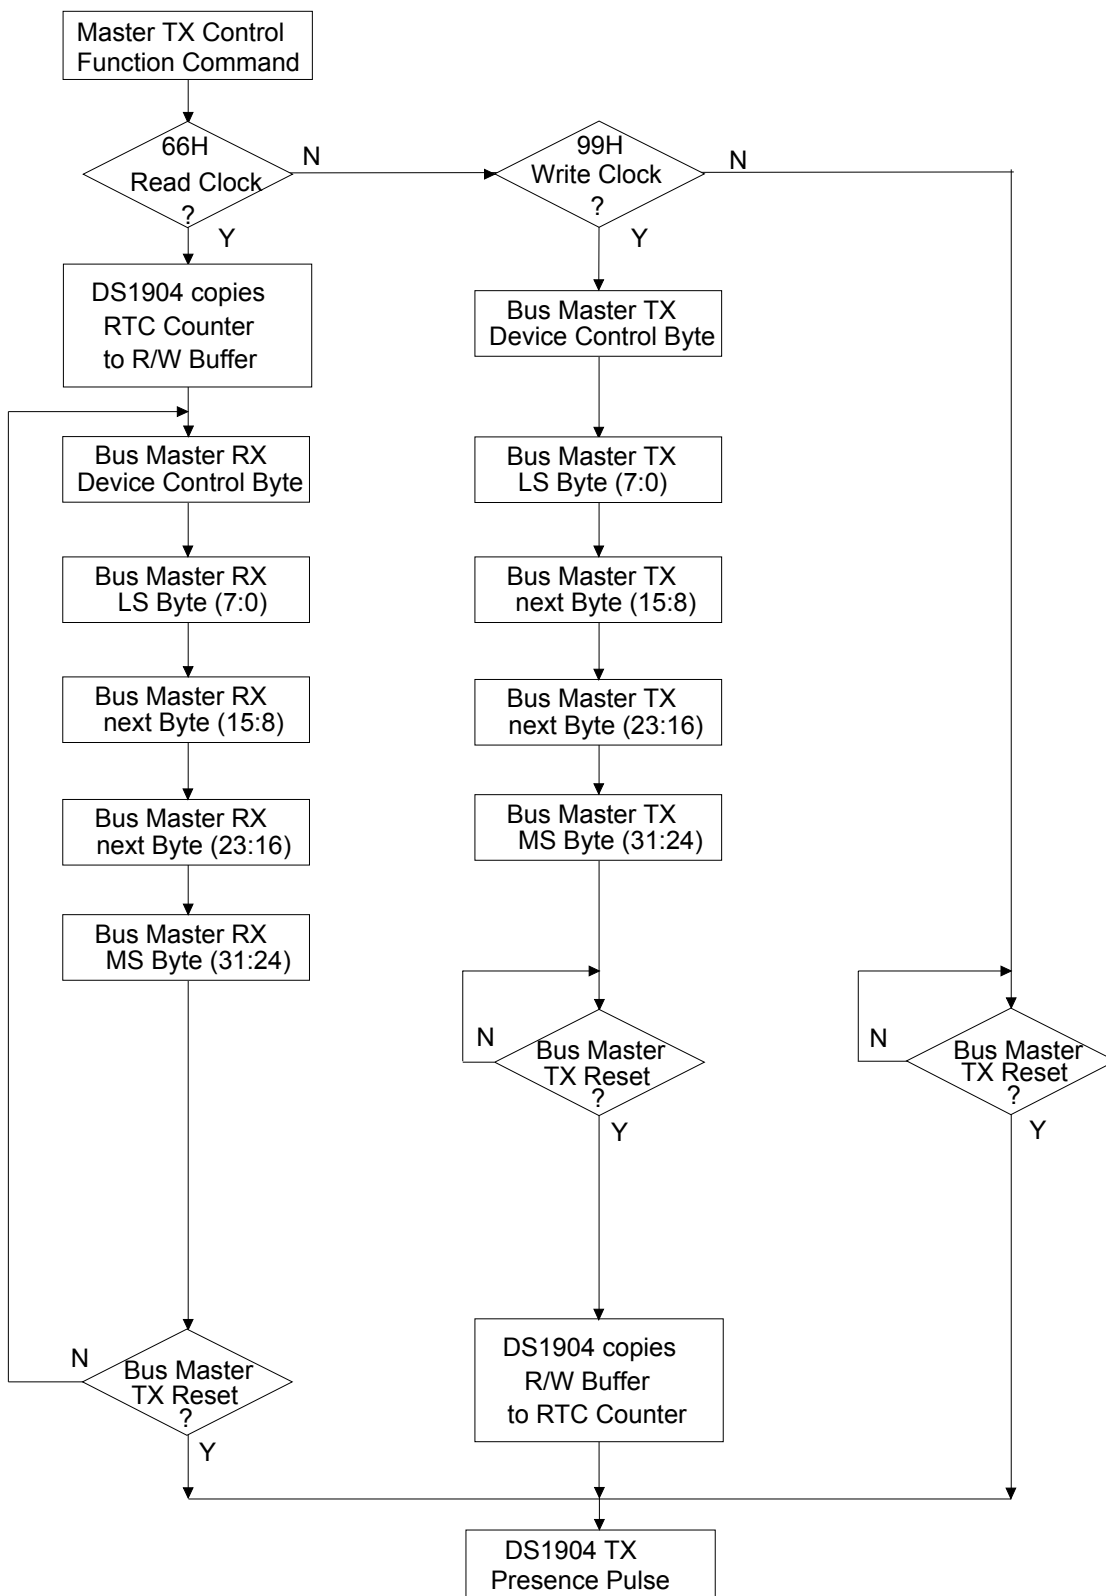 Master TX Control
Function Command
66H
Read Clock
?
N
Y
99H
Write Clock
?
N
Y
DS1904 copies
RTC Counter
to R/W Buffer
Bus Master RX
Device Control Byte
Bus Master RX
LS Byte (7:0)
Bus Master RX
next Byte (15:8)
Bus Master RX
next Byte (23:16)
Bus Master RX
MS Byte (31:24)
N
Bus Master
TX Reset
?
Y
Bus Master TX
Device Control Byte
Bus Master TX
LS Byte (7:0)
Bus Master TX
next Byte (15:8)
Bus Master TX
next Byte (23:16)
Bus Master TX
MS Byte (31:24)
N
Bus Master
TX Reset
?
Y
DS1904 copies
R/W Buffer
to RTC Counter
N
Bus Master
TX Reset
?
Y
DS1904 TX
Presence Pulse